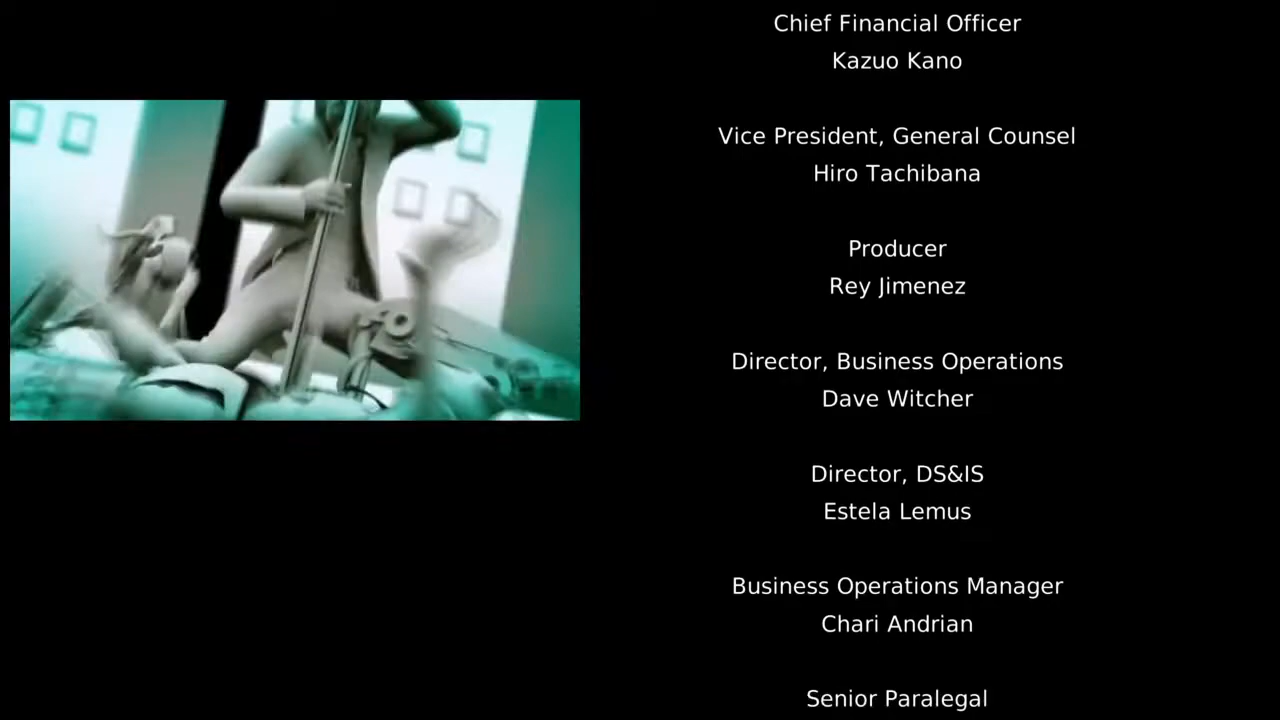 Chief Financial Officer
Kazuo Kano
Vice President, General Counsel
Hiro Tachibana
Producer
Rey Jimenez
Director, Business Operations
Dave Witcher
Director, DS&IS
Estela Lemus
Business Operations Manager
Chari Andrian
Senior Paralegal